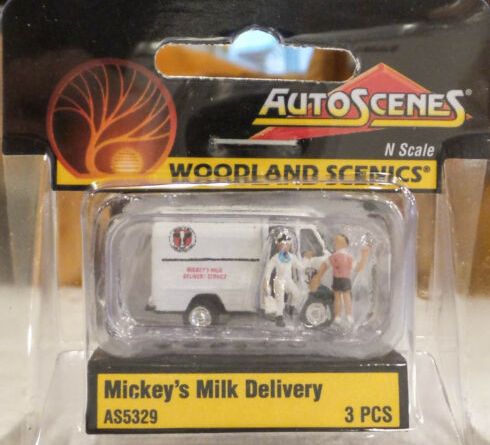 AUTOSCENES®
N Scale
WOODLAND SCENICS®
MICKEY'S MILK
DELIVERY SERVICE
Mickey's Milk Delivery
AS5329
3 PCS